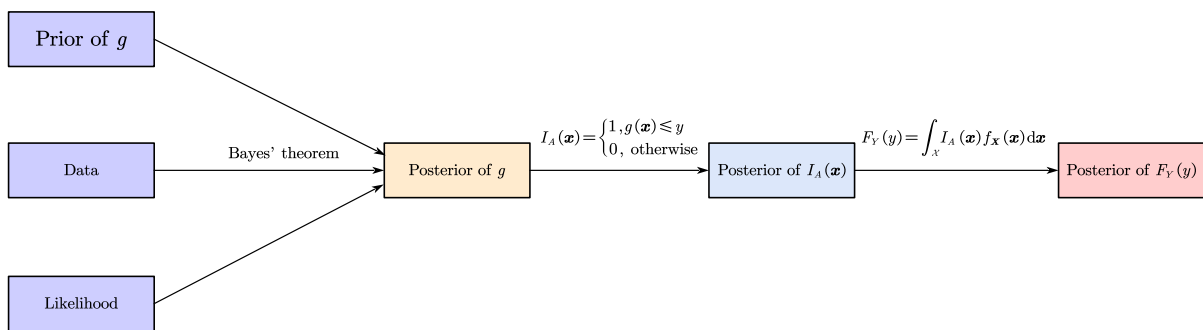 Prior of g
Data
Likelihood
Bayes' theorem
Posterior of g
I_A(x)={1, g(x)⩽y
0, otherwise
Posterior of I_A(x)
F_Y(y)=∫_𝒳 I_A(x)f_X(x)dx
Posterior of F_Y(y)